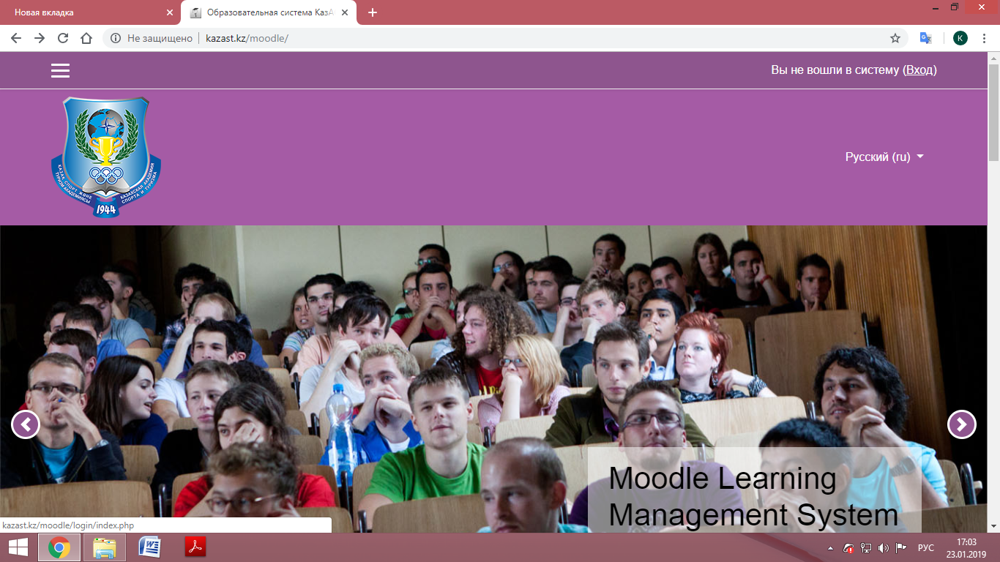 Новая вкладка
Образовательная система КазА
Не защищено
kazast.kz/moodle/
К
Вы не вошли в систему (Вход)
ҚАЗАҚ СПОРТ ЖӘНЕ
ТУРИЗМ АКАДЕМИЯСЫ
КАЗАХСКАЯ АКАДЕМИЯ
СПОРТА И ТУРИЗМА
1944
Русский (ru)
Moodle Learning
Management System
kazast.kz/moodle/login/index.php
РУС
17:03
23.01.2019